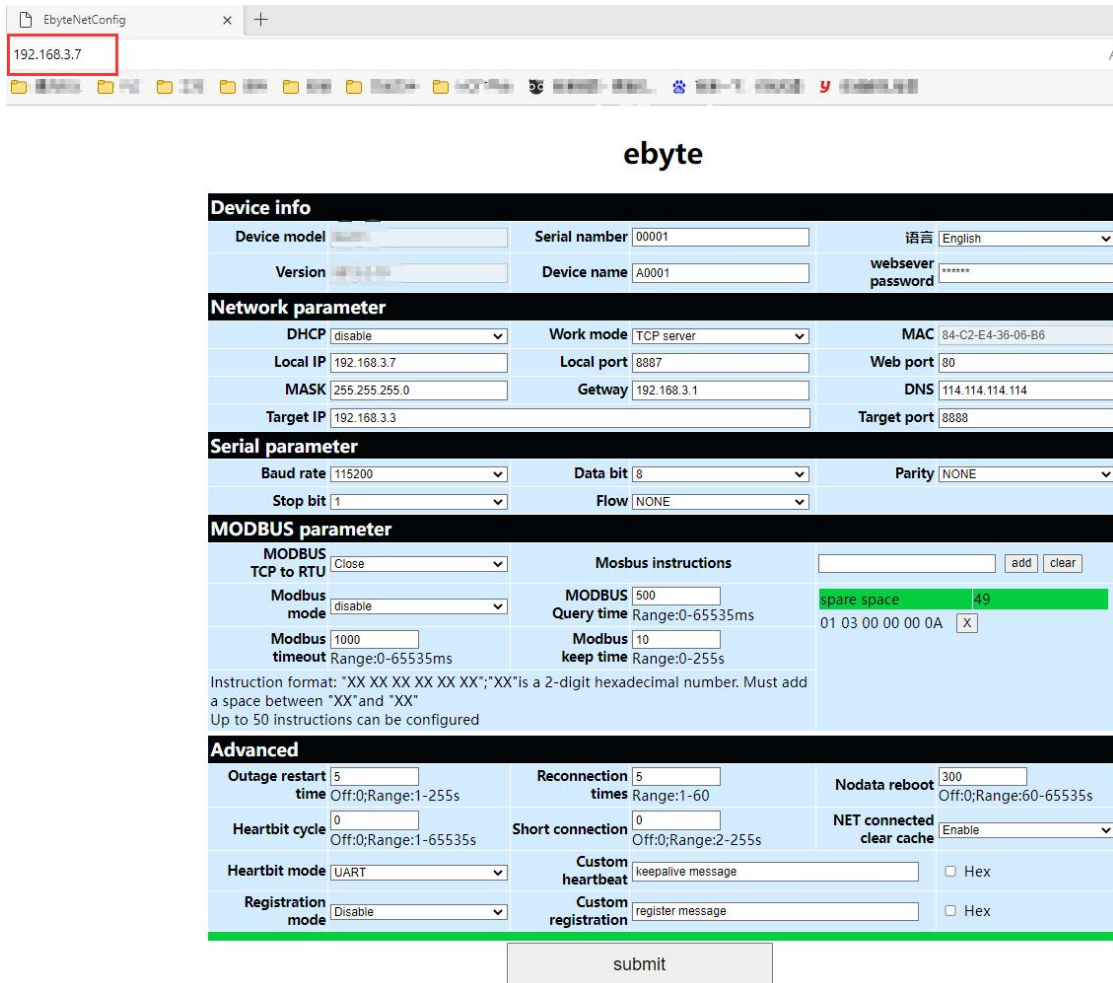 EbyteNetConfig
192.168.3.7
ebyte
Device info
Device model Serial namber 00001 语言 English
Version Device name A0001 websever password ******
Network parameter
DHCP disable Work mode TCP server MAC 84-C2-E4-36-06-B6
Local IP 192.168.3.7 Local port 8887 Web port 80
MASK 255.255.255.0 Getway 192.168.3.1 DNS 114.114.114.114
Target IP 192.168.3.3 Target port 8888
Serial parameter
Baud rate 115200 Data bit 8 Parity NONE
Stop bit 1 Flow NONE
MODBUS parameter
MODBUS TCP to RTU Close Mosbus instructions add clear
Modbus mode disable MODBUS Query time 500 Range:0-65535ms spare space 49
01 03 00 00 00 0A X
Modbus timeout 1000 Range:0-65535ms Modbus keep time 10 Range:0-255s
Instruction format: "XX XX XX XX XX XX";"XX"is a 2-digit hexadecimal number. Must add
a space between "XX"and "XX"
Up to 50 instructions can be configured
Advanced
Outage restart time 5 Off:0;Range:1-255s Reconnection times 5 Range:1-60 Nodata reboot 300 Off:0;Range:60-65535s
Heartbit cycle 0 Off:0;Range:1-65535s Short connection 0 Off:0;Range:2-255s NET connected clear cache Enable
Heartbit mode UART Custom heartbeat keepalive message Hex
Registration mode Disable Custom registration register message Hex
submit